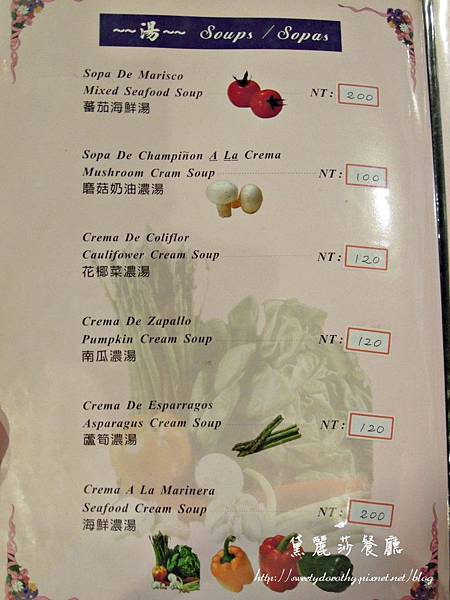 ~~湯~~ Soups / Sopas
Sopa De Marisco
Mixed Seafood Soup NT: 200
蕃茄海鮮湯
Sopa De Champiñon A La Crema
Mushroom Cram Soup NT: 100
磨菇奶油濃湯
Crema De Coliflor
Caulifower Cream Soup NT: 120
花椰菜濃湯
Crema De Zapallo
Pumpkin Cream Soup NT: 120
南瓜濃湯
Crema De Esparragos
Asparagus Cream Soup NT: 120
蘆筍濃湯
Crema A La Marinera
Seafood Cream Soup NT: 200
海鮮濃湯
黛麗莎餐廳
http://sweetydorothy.pixnet.net/blog